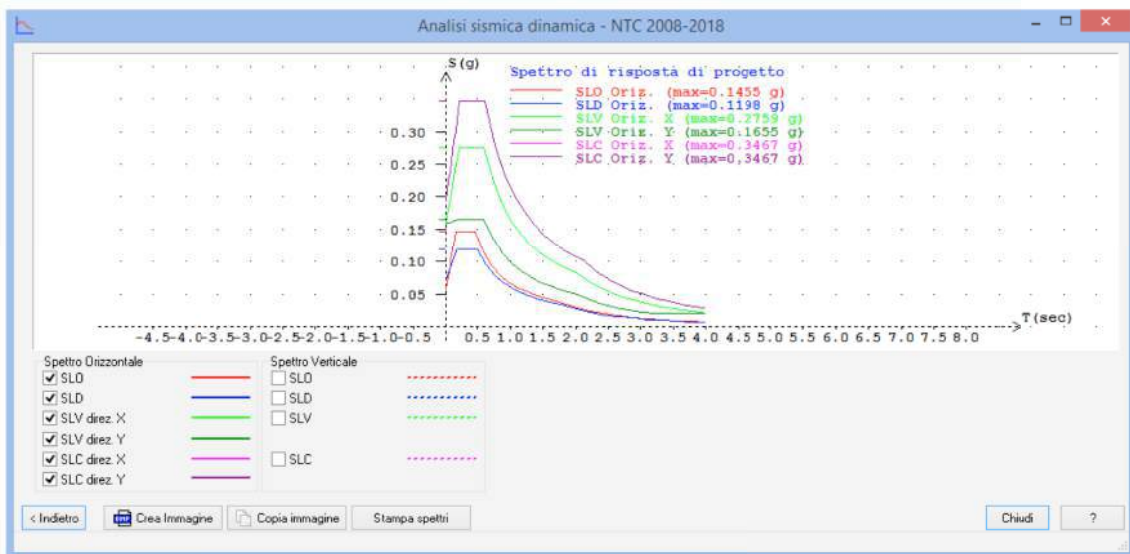 Analisi sismica dinamica - NTC 2008-2018
S(g)
Spettro di risposta di progetto
SLO Oriz. (max=0.1455 g)
SLD Oriz. (max=0.1198 g)
SLV Oriz. X (max=0.2759 g)
SLV Oriz. Y (max=0.1655 g)
SLC Oriz. X (max=0.3467 g)
SLC Oriz. Y (max=0.3467 g)
0.30
0.25
0.20
0.15
0.10
0.05
T(sec)
-4.5-4.0-3.5-3.0-2.5-2.0-1.5-1.0-0.5 0.5 1.0 1.5 2.0 2.5 3.0 3.5 4.0 4.5 5.0 5.5 6.0 6.5 7.0 7.5 8.0
Spettro Orizzontale
SLO
SLD
SLV direz. X
SLV direz. Y
SLC direz. X
SLC direz. Y
Spettro Verticale
SLO
SLD
SLV
SLC
< Indietro
BMP Crea Immagine
Copia immagine
Stampa spettri
Chiudi
?